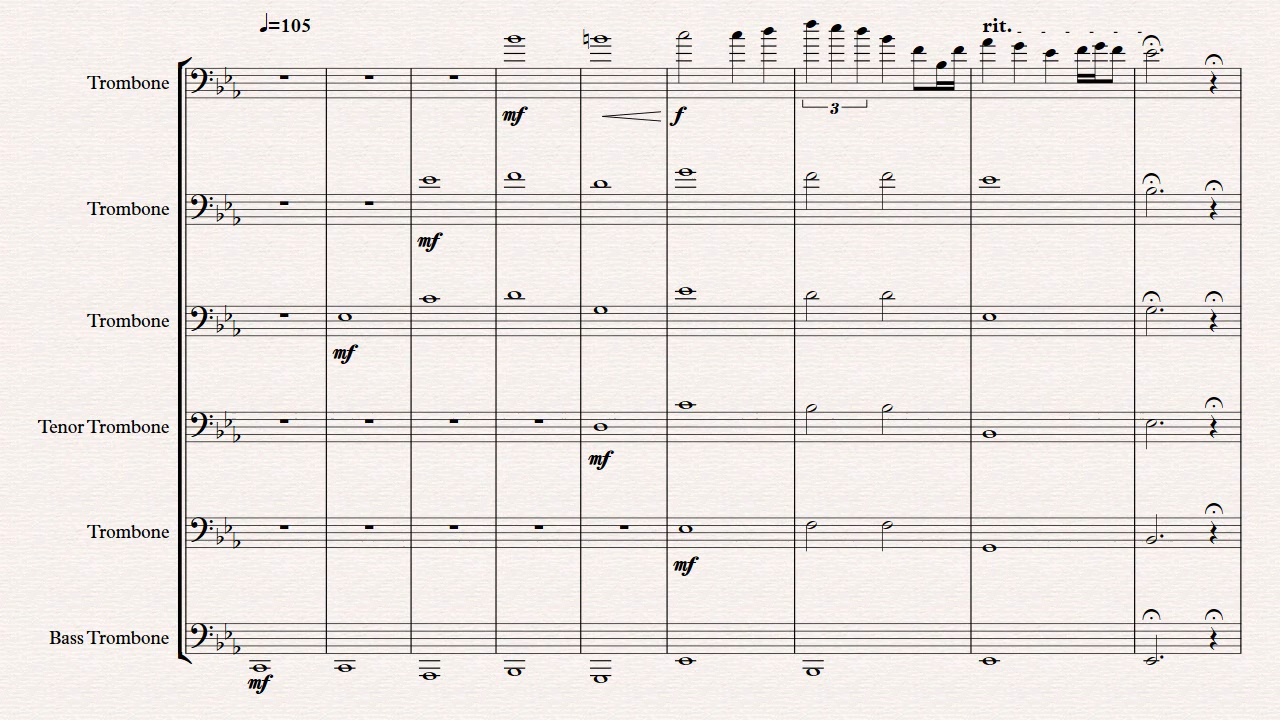 ♩=105
rit.
Trombone
mf
f
3
Trombone
mf
Trombone
mf
Tenor Trombone
mf
Trombone
mf
Bass Trombone
mf